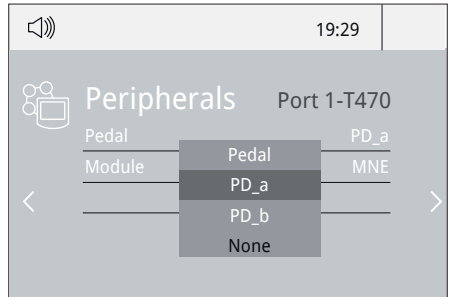 19:29
Peripherals Port 1-T470
Pedal PD_a
Module MNE
Pedal
PD_a
PD_b
None